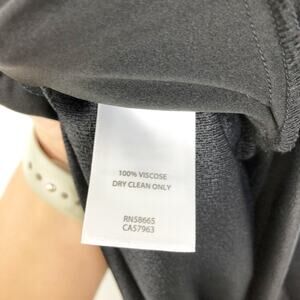 100% VISCOSE
DRY CLEAN ONLY
RN58665
CA57963